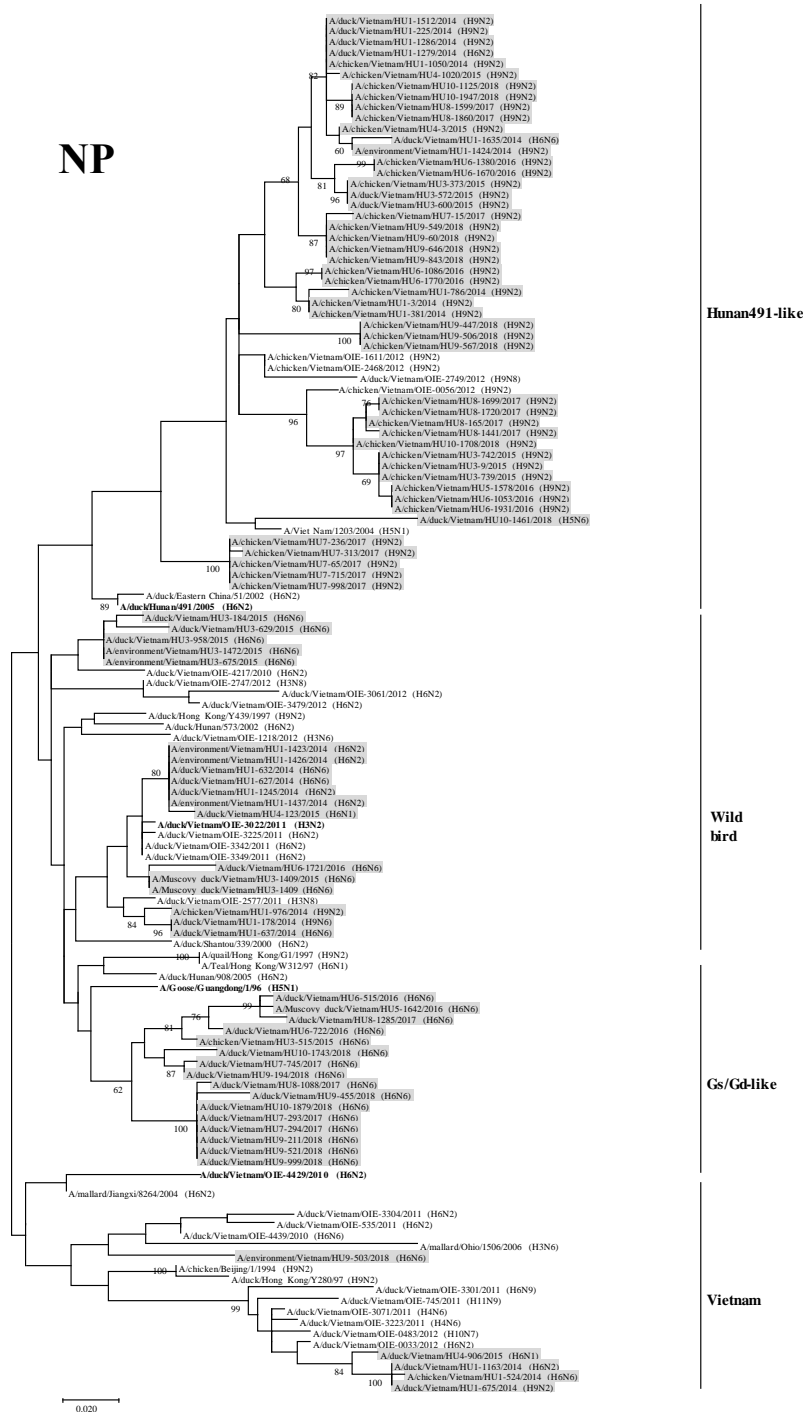 A/duck/Vietnam/HU1-1512/2014 (H9N2)
A/duck/Vietnam/HU1-225/2014 (H9N2)
A/duck/Vietnam/HU1-1286/2014 (H9N2)
A/duck/Vietnam/HU1-1279/2014 (H6N2)
A/chicken/Vietnam/HU1-1050/2014 (H9N2)
82
A/chicken/Vietnam/HU4-1020/2015 (H9N2)
A/chicken/Vietnam/HU10-1125/2018 (H9N2)
A/chicken/Vietnam/HU10-1947/2018 (H9N2)
89
A/chicken/Vietnam/HU8-1599/2017 (H9N2)
A/chicken/Vietnam/HU8-1860/2017 (H9N2)
A/chicken/Vietnam/HU4-3/2015 (H9N2)
A/duck/Vietnam/HU1-1635/2014 (H6N6)
60
A/environment/Vietnam/HU1-1424/2014 (H9N2)
NP
99
A/chicken/Vietnam/HU6-1380/2016 (H9N2)
A/chicken/Vietnam/HU6-1670/2016 (H9N2)
68
81
A/chicken/Vietnam/HU3-373/2015 (H9N2)
A/duck/Vietnam/HU3-572/2015 (H9N2)
96
A/duck/Vietnam/HU3-600/2015 (H9N2)
A/chicken/Vietnam/HU7-15/2017 (H9N2)
A/chicken/Vietnam/HU9-549/2018 (H9N2)
87
A/chicken/Vietnam/HU9-60/2018 (H9N2)
A/chicken/Vietnam/HU9-646/2018 (H9N2)
A/chicken/Vietnam/HU9-843/2018 (H9N2)
97
A/chicken/Vietnam/HU6-1086/2016 (H9N2)
A/chicken/Vietnam/HU6-1770/2016 (H9N2)
A/chicken/Vietnam/HU1-786/2014 (H9N2)
80
A/chicken/Vietnam/HU1-3/2014 (H9N2)
A/chicken/Vietnam/HU1-381/2014 (H9N2)
Hunan491-like
A/chicken/Vietnam/HU9-447/2018 (H9N2)
A/chicken/Vietnam/HU9-506/2018 (H9N2)
100
A/chicken/Vietnam/HU9-567/2018 (H9N2)
A/chicken/Vietnam/OIE-1611/2012 (H9N2)
A/chicken/Vietnam/OIE-2468/2012 (H9N2)
A/duck/Vietnam/OIE-2749/2012 (H9N8)
A/chicken/Vietnam/OIE-0056/2012 (H9N2)
76
A/chicken/Vietnam/HU8-1699/2017 (H9N2)
A/chicken/Vietnam/HU8-1720/2017 (H9N2)
96
A/chicken/Vietnam/HU8-165/2017 (H9N2)
A/chicken/Vietnam/HU8-1441/2017 (H9N2)
A/chicken/Vietnam/HU10-1708/2018 (H9N2)
97
A/chicken/Vietnam/HU3-742/2015 (H9N2)
A/chicken/Vietnam/HU3-9/2015 (H9N2)
A/chicken/Vietnam/HU3-739/2015 (H9N2)
69
A/chicken/Vietnam/HU5-1578/2016 (H9N2)
A/chicken/Vietnam/HU6-1053/2016 (H9N2)
A/chicken/Vietnam/HU6-1931/2016 (H9N2)
A/duck/Vietnam/HU10-1461/2018 (H5N6)
A/Viet Nam/1203/2004 (H5N1)
A/chicken/Vietnam/HU7-236/2017 (H9N2)
A/chicken/Vietnam/HU7-313/2017 (H9N2)
100
A/chicken/Vietnam/HU7-65/2017 (H9N2)
A/chicken/Vietnam/HU7-715/2017 (H9N2)
A/chicken/Vietnam/HU7-998/2017 (H9N2)
A/duck/Eastern China/51/2002 (H6N2)
89
A/duck/Hunan/491/2005 (H6N2)
A/duck/Vietnam/HU3-184/2015 (H6N6)
A/duck/Vietnam/HU3-629/2015 (H6N6)
A/duck/Vietnam/HU3-958/2015 (H6N6)
A/environment/Vietnam/HU3-1472/2015 (H6N6)
A/environment/Vietnam/HU3-675/2015 (H6N6)
A/duck/Vietnam/OIE-4217/2010 (H6N2)
A/duck/Vietnam/OIE-2747/2012 (H3N8)
A/duck/Vietnam/OIE-3061/2012 (H6N2)
A/duck/Vietnam/OIE-3479/2012 (H6N2)
A/duck/Hong Kong/Y439/1997 (H9N2)
A/duck/Hunan/573/2002 (H6N2)
A/duck/Vietnam/OIE-1218/2012 (H3N6)
A/environment/Vietnam/HU1-1423/2014 (H6N2)
A/environment/Vietnam/HU1-1426/2014 (H6N2)
80
A/duck/Vietnam/HU1-632/2014 (H6N6)
A/duck/Vietnam/HU1-627/2014 (H6N6)
A/duck/Vietnam/HU1-1245/2014 (H6N2)
A/environment/Vietnam/HU1-1437/2014 (H6N2)
A/duck/Vietnam/HU4-123/2015 (H6N1)
Wild
bird
A/duck/Vietnam/OIE-3022/2011 (H3N2)
A/duck/Vietnam/OIE-3225/2011 (H6N2)
A/duck/Vietnam/OIE-3342/2011 (H6N2)
A/duck/Vietnam/OIE-3349/2011 (H6N2)
A/duck/Vietnam/HU6-1721/2016 (H6N6)
A/Muscovy duck/Vietnam/HU3-1409/2015 (H6N6)
A/Muscovy duck/Vietnam/HU3-1409 (H6N6)
A/duck/Vietnam/OIE-2577/2011 (H3N8)
A/chicken/Vietnam/HU1-976/2014 (H9N2)
84
A/duck/Vietnam/HU1-178/2014 (H9N6)
96
A/duck/Vietnam/HU1-637/2014 (H6N6)
A/duck/Shantou/339/2000 (H6N2)
100
A/quail/Hong Kong/G1/1997 (H9N2)
A/Teal/Hong Kong/W312/97 (H6N1)
A/duck/Hunan/908/2005 (H6N2)
A/Goose/Guangdong/1/96 (H5N1)
A/duck/Vietnam/HU6-515/2016 (H6N6)
99
A/Muscovy duck/Vietnam/HU5-1642/2016 (H6N6)
76
A/duck/Vietnam/HU8-1285/2017 (H6N6)
81
A/duck/Vietnam/HU6-722/2016 (H6N6)
A/chicken/Vietnam/HU3-515/2015 (H6N6)
A/duck/Vietnam/HU10-1743/2018 (H6N6)
A/duck/Vietnam/HU7-745/2017 (H6N6)
87
A/duck/Vietnam/HU9-194/2018 (H6N6)
Gs/Gd-like
62
A/duck/Vietnam/HU8-1088/2017 (H6N6)
A/duck/Vietnam/HU9-455/2018 (H6N6)
A/duck/Vietnam/HU10-1879/2018 (H6N6)
A/duck/Vietnam/HU7-293/2017 (H6N6)
100
A/duck/Vietnam/HU7-294/2017 (H6N6)
A/duck/Vietnam/HU9-211/2018 (H6N6)
A/duck/Vietnam/HU9-521/2018 (H6N6)
A/duck/Vietnam/HU9-999/2018 (H6N6)
A/duck/Vietnam/OIE-4429/2010 (H6N2)
A/mallard/Jiangxi/8264/2004 (H6N2)
A/duck/Vietnam/OIE-3304/2011 (H6N2)
A/duck/Vietnam/OIE-535/2011 (H6N2)
A/duck/Vietnam/OIE-4439/2010 (H6N6)
A/mallard/Ohio/1506/2006 (H3N6)
A/environment/Vietnam/HU9-503/2018 (H6N6)
100
A/chicken/Beijing/1/1994 (H9N2)
A/duck/Hong Kong/Y280/97 (H9N2)
A/duck/Vietnam/OIE-3301/2011 (H6N9)
Vietnam
A/duck/Vietnam/OIE-745/2011 (H11N9)
99
A/duck/Vietnam/OIE-3071/2011 (H4N6)
A/duck/Vietnam/OIE-3223/2011 (H4N6)
A/duck/Vietnam/OIE-0483/2012 (H10N7)
A/duck/Vietnam/OIE-0033/2012 (H6N2)
A/duck/Vietnam/HU4-906/2015 (H6N1)
84
A/duck/Vietnam/HU1-1163/2014 (H6N2)
A/chicken/Vietnam/HU1-524/2014 (H6N6)
100
A/duck/Vietnam/HU1-675/2014 (H9N2)
0.020